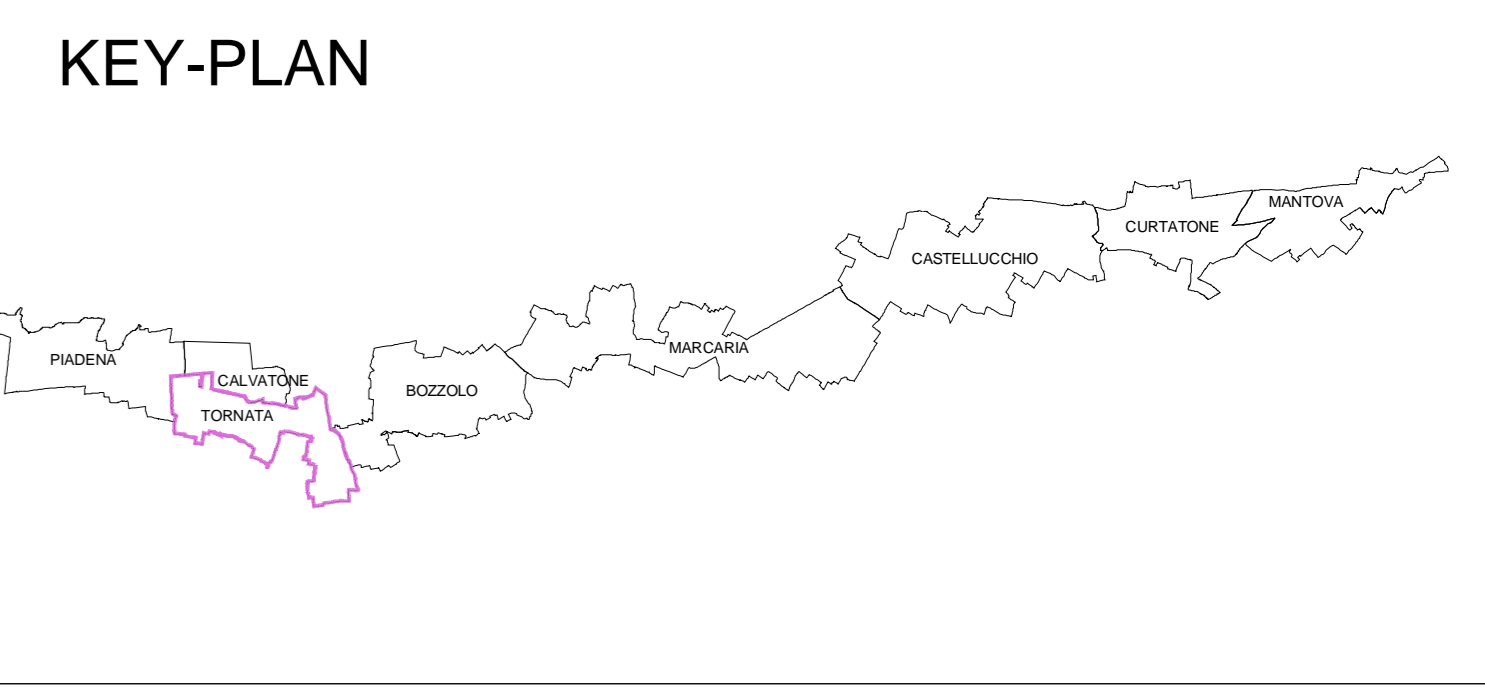 KEY-PLAN
PIADENA
CALVATONE
TORNATA
BOZZOLO
MARCARIA
CASTELLUCCHIO
CURTATONE
MANTOVA